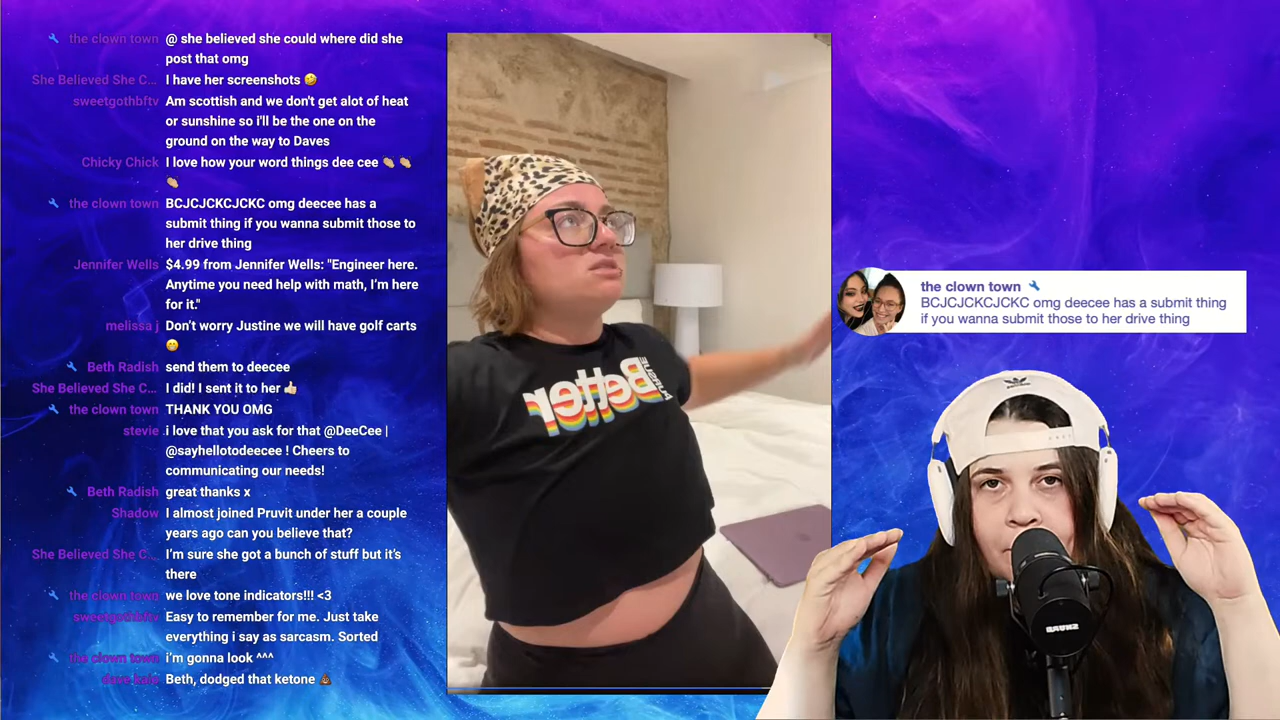 the clown town @ she believed she could where did she
post that omg
She Believed She C... I have her screenshots 🤣
sweetgothbftv Am scottish and we don't get alot of heat
or sunshine so i'll be the one on the
ground on the way to Daves
Chicky Chick I love how your word things dee cee 👏🏼 👏🏼
👏🏼
the clown town BCJCJCKCJCKC omg deecee has a
submit thing if you wanna submit those to
her drive thing
Jennifer Wells $4.99 from Jennifer Wells: "Engineer here.
Anytime you need help with math, I'm here
for it."
melissa j Don't worry Justine we will have golf carts
😁
Beth Radish send them to deecee
She Believed She C... I did! I sent it to her 👍🏼
the clown town THANK YOU OMG
stevie i love that you ask for that @DeeCee |
@sayhellotodeecee ! Cheers to
communicating our needs!
Beth Radish great thanks x
Shadow I almost joined Pruvit under her a couple
years ago can you believe that?
She Believed She C... I'm sure she got a bunch of stuff but it's
there
the clown town we love tone indicators!!! <3
sweetgothbftv Easy to remember for me. Just take
everything i say as sarcasm. Sorted
the clown town i'm gonna look ^^^
Beth, dodged that ketone 💩
PURSUE
Better
the clown town
BCJCJCKCJCKC omg deecee has a submit thing
if you wanna submit those to her drive thing
SHURE